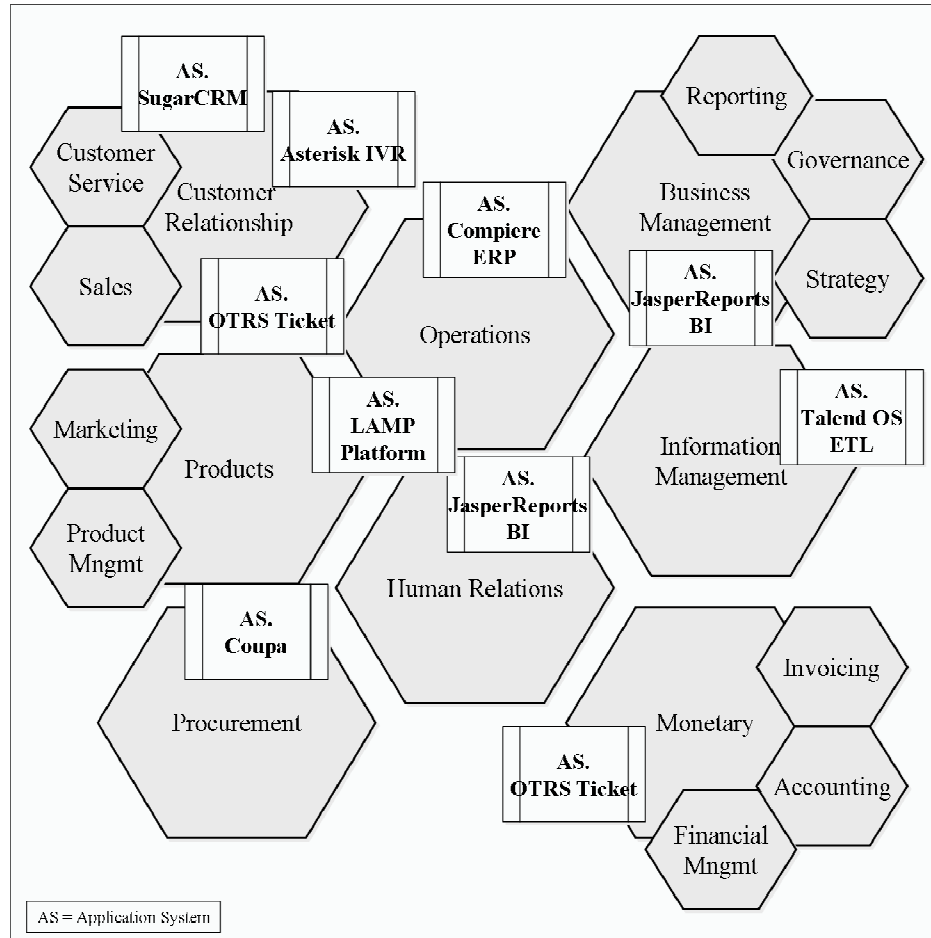 AS.
SugarCRM
AS.
Asterisk IVR
Customer
Service
Customer
Relationship
Sales
AS.
OTRS Ticket
AS.
Compiere
ERP
Operations
Reporting
Governance
Business
Management
Strategy
AS.
JasperReports
BI
Marketing
Products
Product
Mngmt
AS.
LAMP
Platform
AS.
JasperReports
BI
Human Relations
Information
Management
AS.
Talend OS
ETL
AS.
Coupa
Procurement
Monetary
Invoicing
Accounting
Financial
Mngmt
AS.
OTRS Ticket
AS = Application System